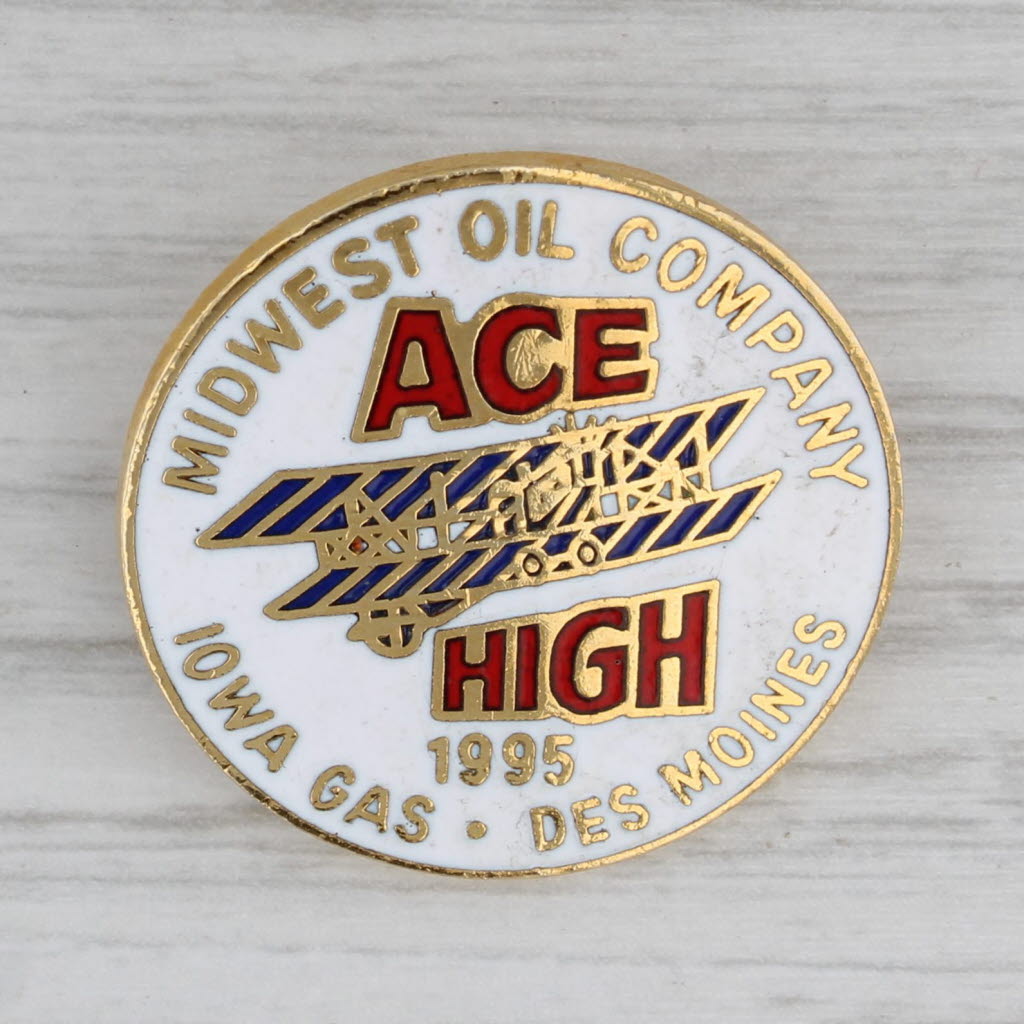 MIDWEST OIL COMPANY
ACE
HIGH
1995
IOWA GAS · DES MOINES